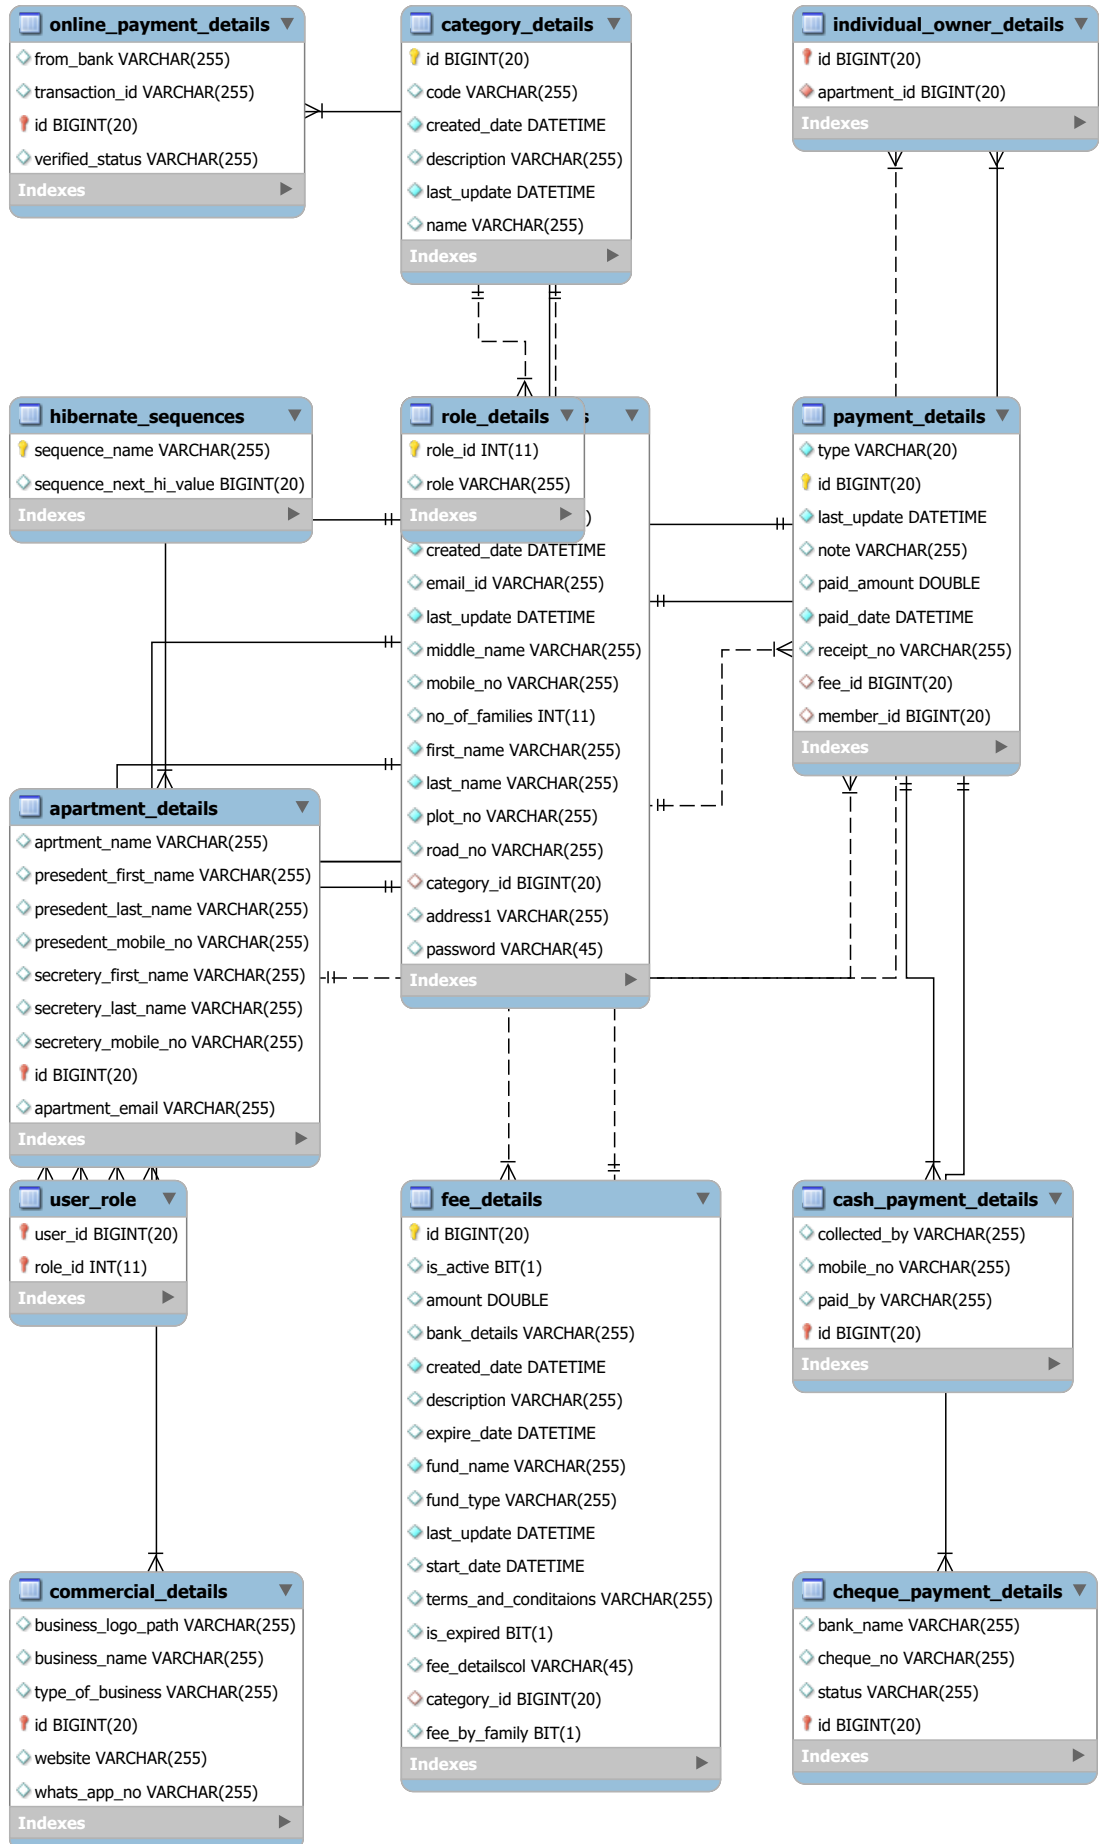 online_payment_details
from_bank VARCHAR(255)
transaction_id VARCHAR(255)
id BIGINT(20)
verified_status VARCHAR(255)
Indexes
category_details
id BIGINT(20)
code VARCHAR(255)
created_date DATETIME
description VARCHAR(255)
last_update DATETIME
name VARCHAR(255)
Indexes
individual_owner_details
id BIGINT(20)
apartment_id BIGINT(20)
Indexes
hibernate_sequences
sequence_name VARCHAR(255)
sequence_next_hi_value BIGINT(20)
Indexes
role_details
role_id INT(11)
role VARCHAR(255)
Indexes
created_date DATETIME
email_id VARCHAR(255)
last_update DATETIME
middle_name VARCHAR(255)
mobile_no VARCHAR(255)
no_of_families INT(11)
first_name VARCHAR(255)
last_name VARCHAR(255)
plot_no VARCHAR(255)
road_no VARCHAR(255)
category_id BIGINT(20)
address1 VARCHAR(255)
password VARCHAR(45)
Indexes
payment_details
type VARCHAR(20)
id BIGINT(20)
last_update DATETIME
note VARCHAR(255)
paid_amount DOUBLE
paid_date DATETIME
receipt_no VARCHAR(255)
fee_id BIGINT(20)
member_id BIGINT(20)
Indexes
apartment_details
aprtment_name VARCHAR(255)
presedent_first_name VARCHAR(255)
presedent_last_name VARCHAR(255)
presedent_mobile_no VARCHAR(255)
secretery_first_name VARCHAR(255)
secretery_last_name VARCHAR(255)
secretery_mobile_no VARCHAR(255)
id BIGINT(20)
apartment_email VARCHAR(255)
Indexes
user_role
user_id BIGINT(20)
role_id INT(11)
Indexes
fee_details
id BIGINT(20)
is_active BIT(1)
amount DOUBLE
bank_details VARCHAR(255)
created_date DATETIME
description VARCHAR(255)
expire_date DATETIME
fund_name VARCHAR(255)
fund_type VARCHAR(255)
last_update DATETIME
start_date DATETIME
terms_and_conditaions VARCHAR(255)
is_expired BIT(1)
fee_detailscol VARCHAR(45)
category_id BIGINT(20)
fee_by_family BIT(1)
Indexes
cash_payment_details
collected_by VARCHAR(255)
mobile_no VARCHAR(255)
paid_by VARCHAR(255)
id BIGINT(20)
Indexes
commercial_details
business_logo_path VARCHAR(255)
business_name VARCHAR(255)
type_of_business VARCHAR(255)
id BIGINT(20)
website VARCHAR(255)
whats_app_no VARCHAR(255)
Indexes
cheque_payment_details
bank_name VARCHAR(255)
cheque_no VARCHAR(255)
status VARCHAR(255)
id BIGINT(20)
Indexes